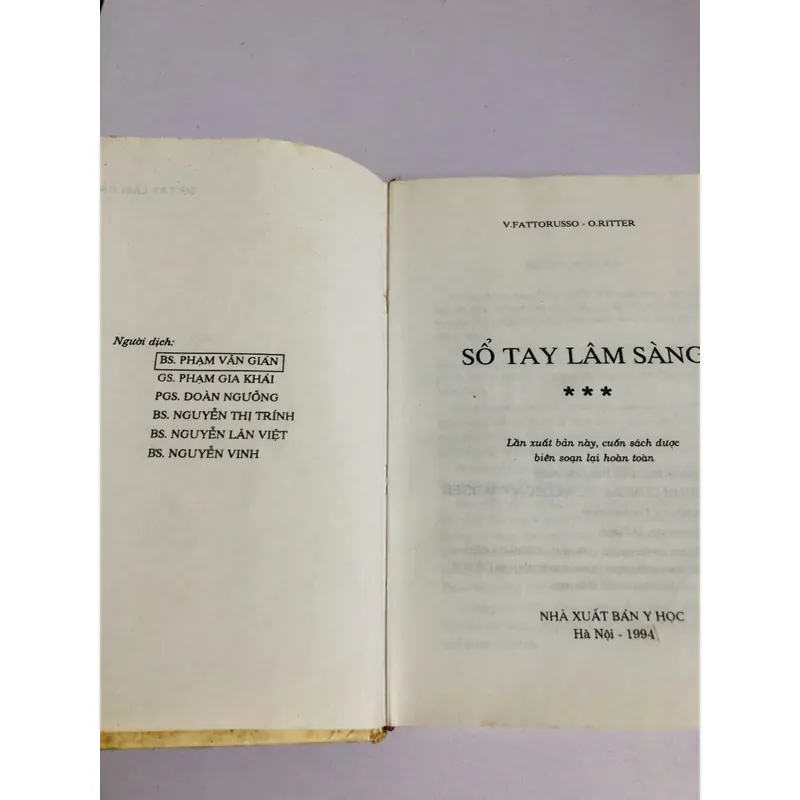 Người dịch:
BS. PHẠM VĂN GIẤN
GS. PHẠM GIA KHẢI
PGS. ĐOÀN NGƯỠNG
BS. NGUYỄN THỊ TRÍNH
BS. NGUYỄN LÂN VIỆT
BS. NGUYỄN VINH
V.FATTORUSSO - O.RITTER
SỔ TAY LÂM SÀNG
***
Lần xuất bản này, cuốn sách được
biên soạn lại hoàn toàn
NHÀ XUẤT BẢN Y HỌC
Hà Nội - 1994